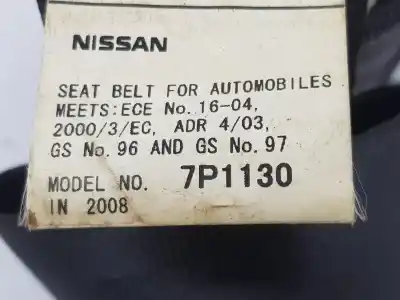 NISSAN
SEAT BELT FOR AUTOMOBILES
MEETS:ECE No.16-04,
2000/3/EC, ADR 4/03,
GS No.96 AND GS No.97
MODEL NO. 7P1130
IN 2008